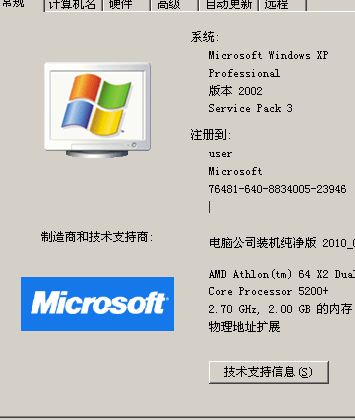 常规 计算机名 硬件 高级 自动更新 远程
系统:
Microsoft Windows XP
Professional
版本 2002
Service Pack 3
注册到:
user
Microsoft
76481-640-8834005-23946
制造商和技术支持商:
电脑公司装机纯净版 2010_0
Microsoft
AMD Athlon(tm) 64 X2 Dual
Core Processor 5200+
2.70 GHz, 2.00 GB 的内存
物理地址扩展
技术支持信息(S)